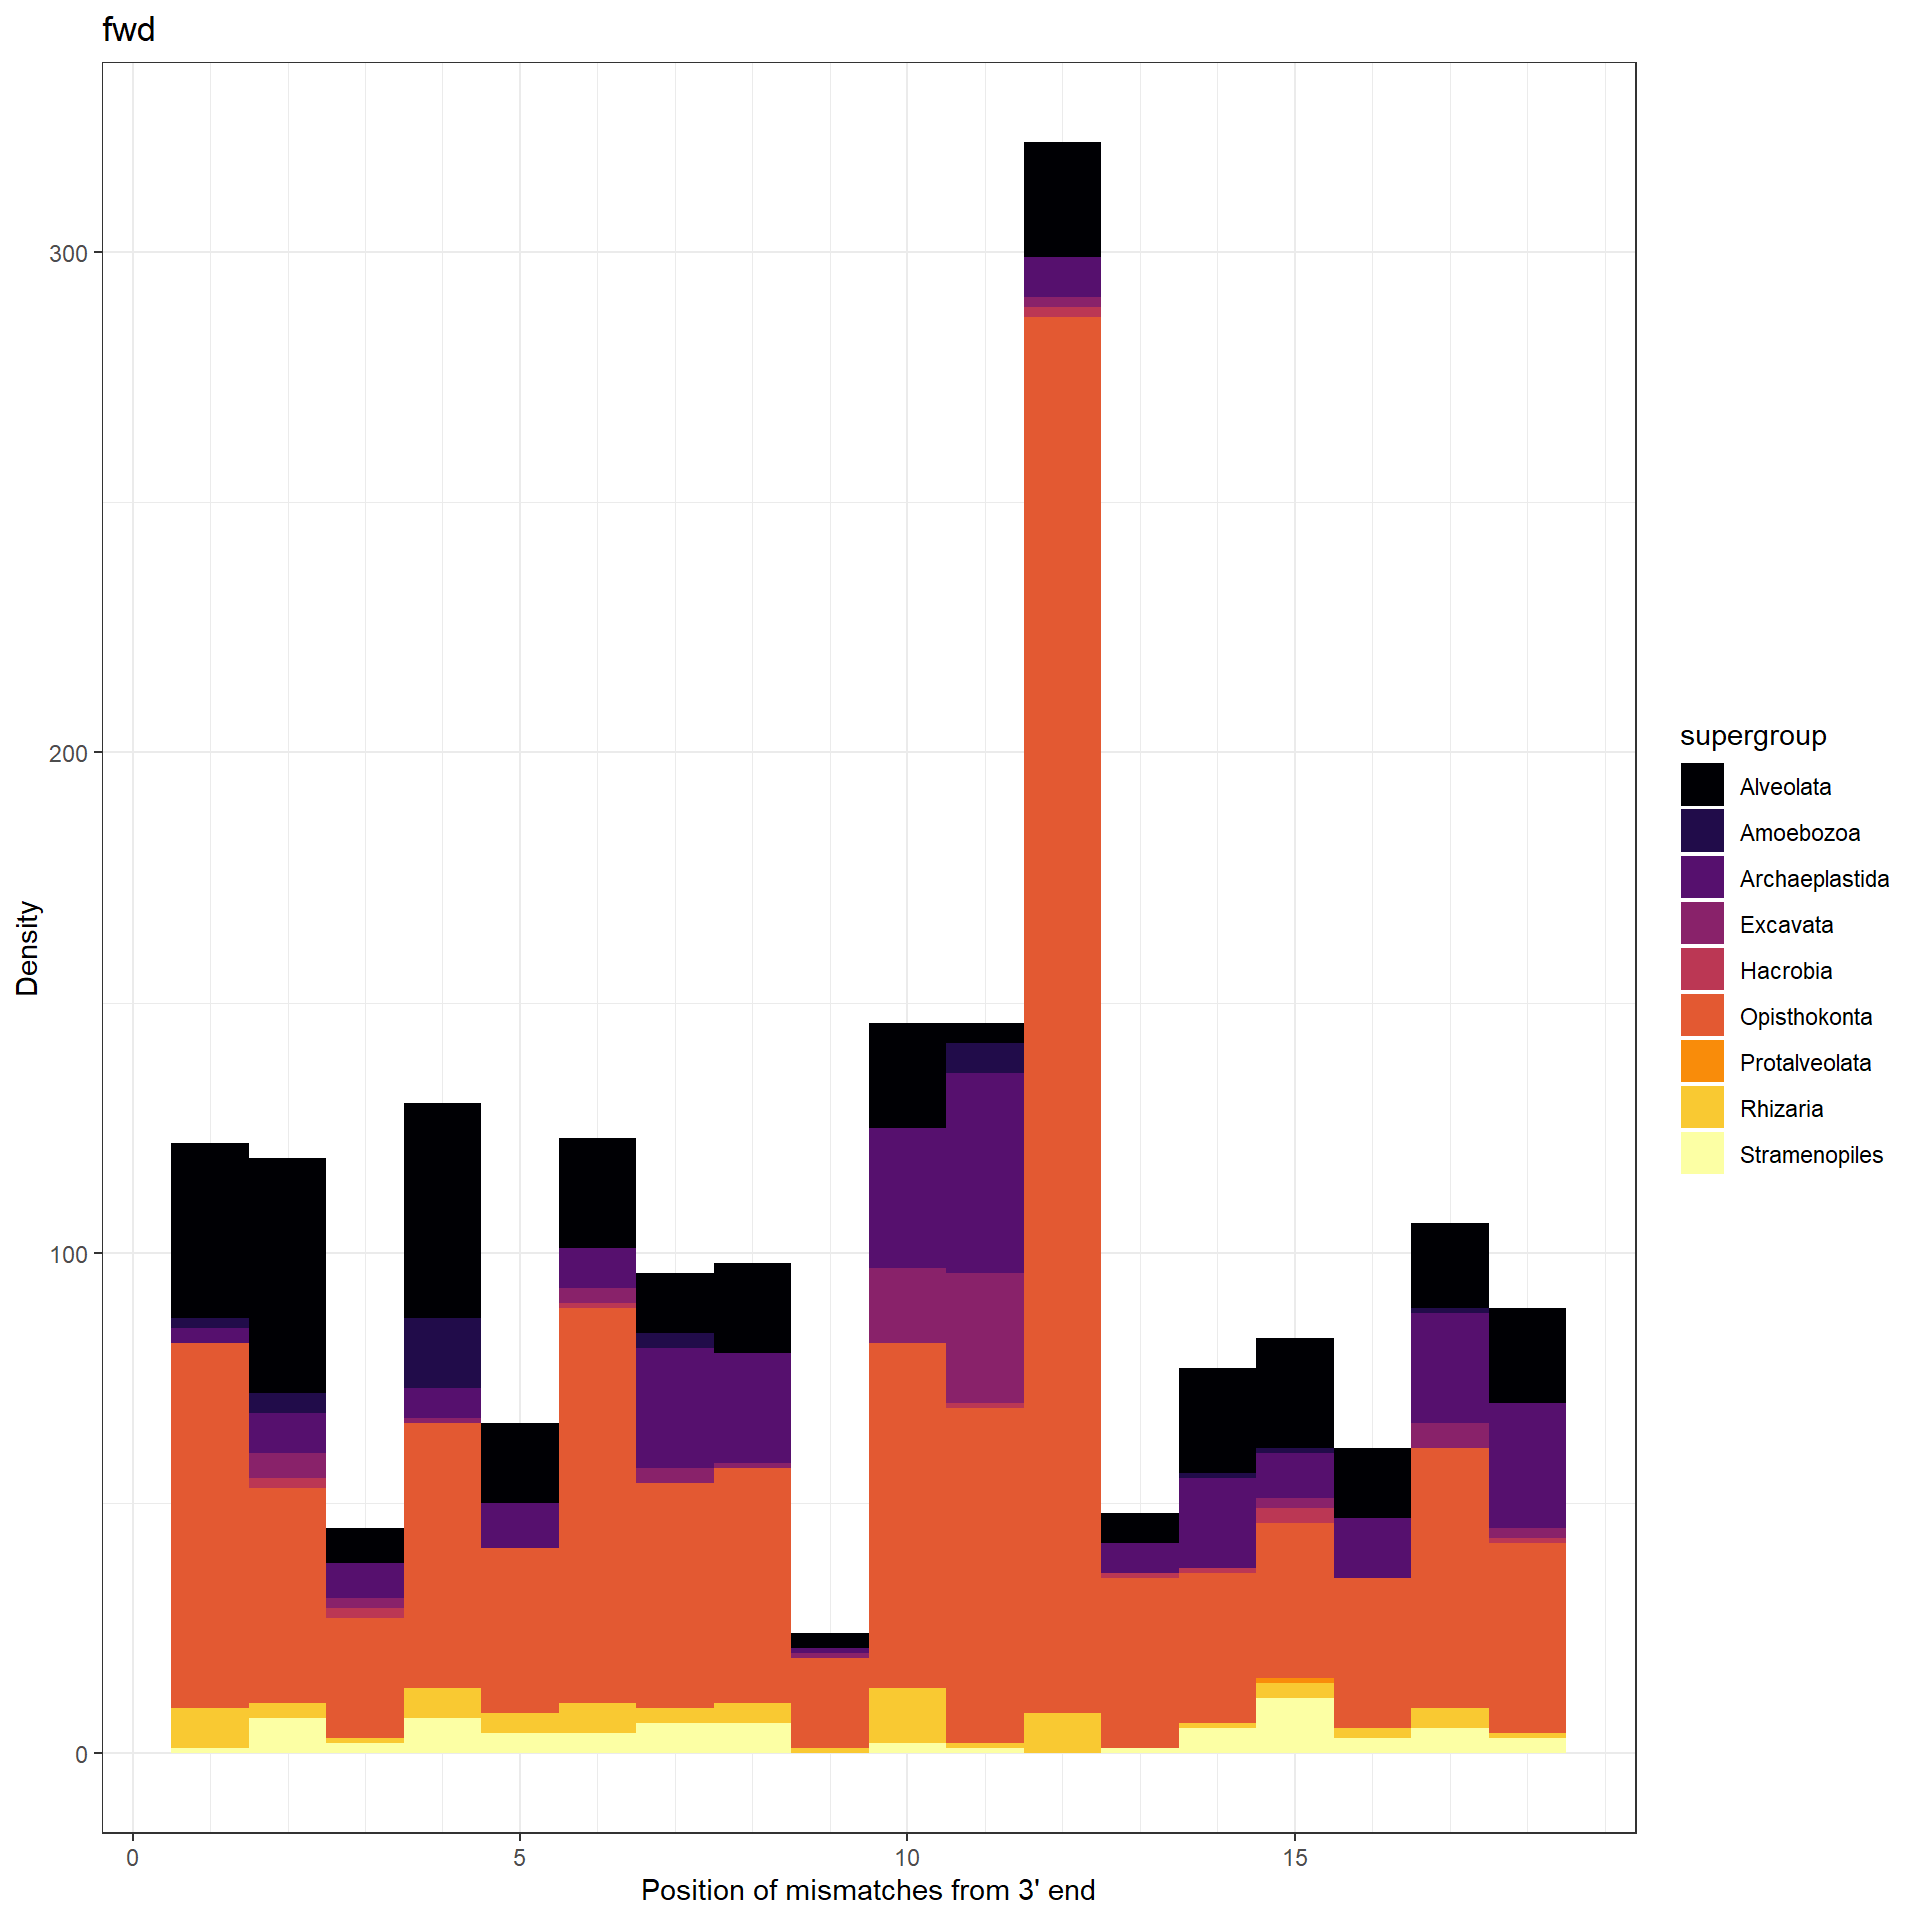 fwd
300
200
100
0
Density
0
5
10
15
Position of mismatches from 3' end
supergroup
Alveolata
Amoebozoa
Archaeplastida
Excavata
Hacrobia
Opisthokonta
Protalveolata
Rhizaria
Stramenopiles